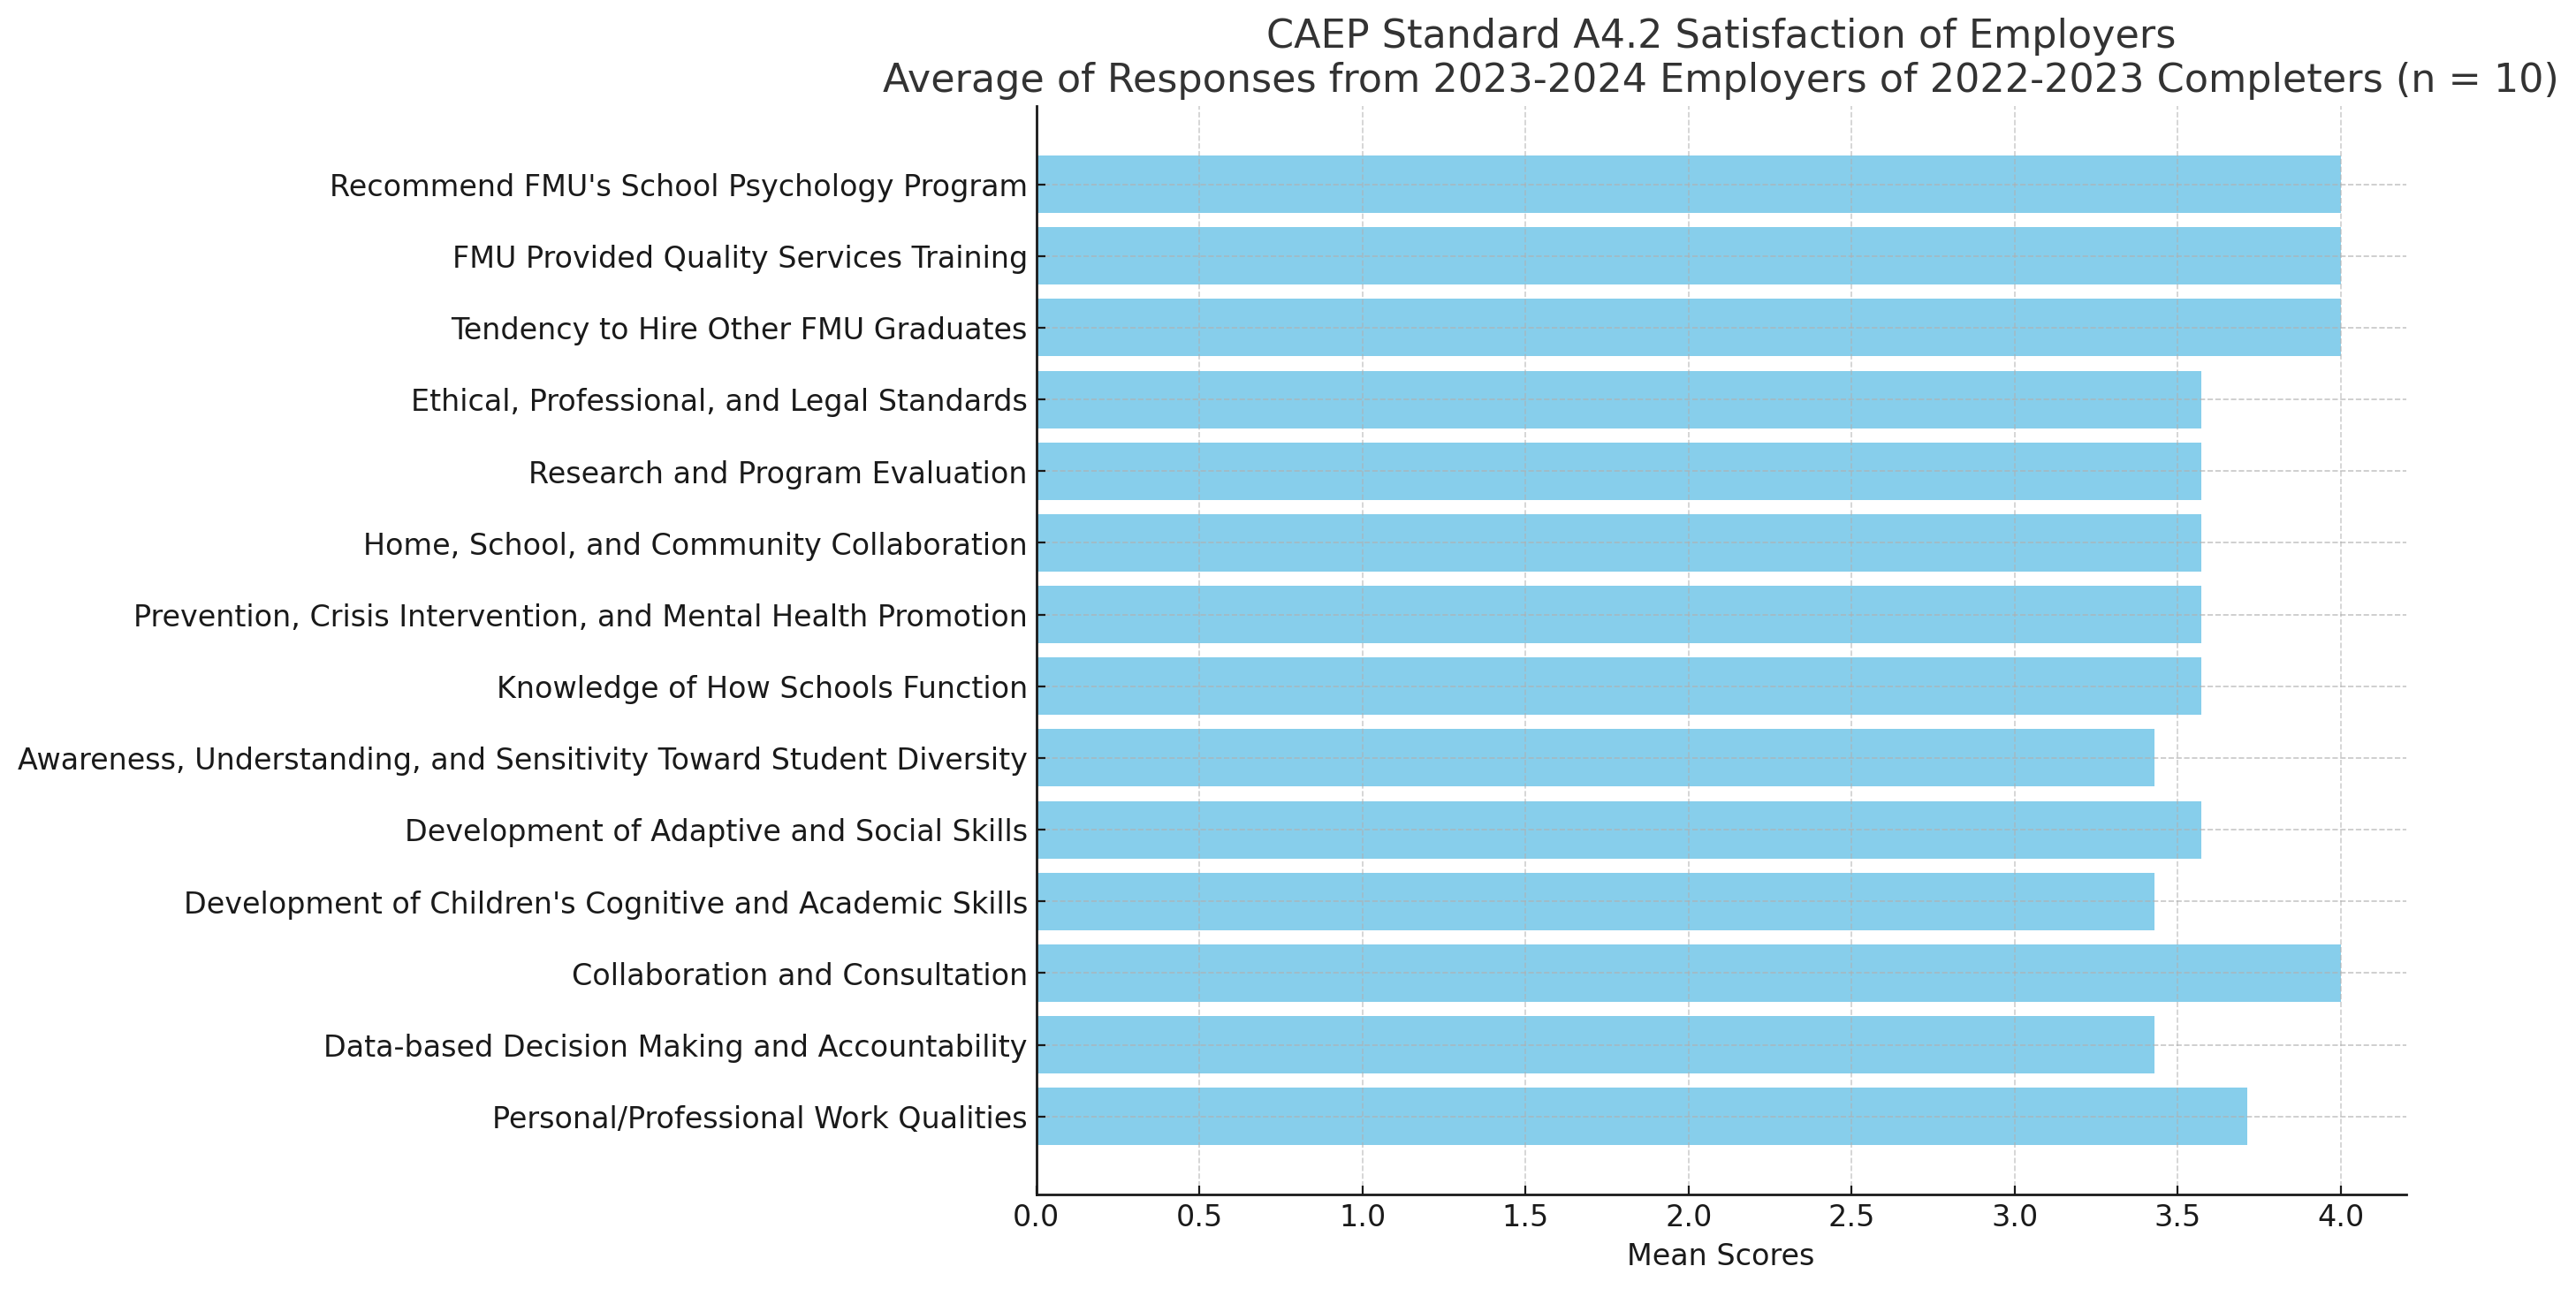 CAEP Standard A4.2 Satisfaction of Employers
Average of Responses from 2023-2024 Employers of 2022-2023 Completers (n = 10)
Recommend FMU's School Psychology Program
FMU Provided Quality Services Training
Tendency to Hire Other FMU Graduates
Ethical, Professional, and Legal Standards
Research and Program Evaluation
Home, School, and Community Collaboration
Prevention, Crisis Intervention, and Mental Health Promotion
Knowledge of How Schools Function
Awareness, Understanding, and Sensitivity Toward Student Diversity
Development of Adaptive and Social Skills
Development of Children's Cognitive and Academic Skills
Collaboration and Consultation
Data-based Decision Making and Accountability
Personal/Professional Work Qualities
0.0 0.5 1.0 1.5 2.0 2.5 3.0 3.5 4.0
Mean Scores